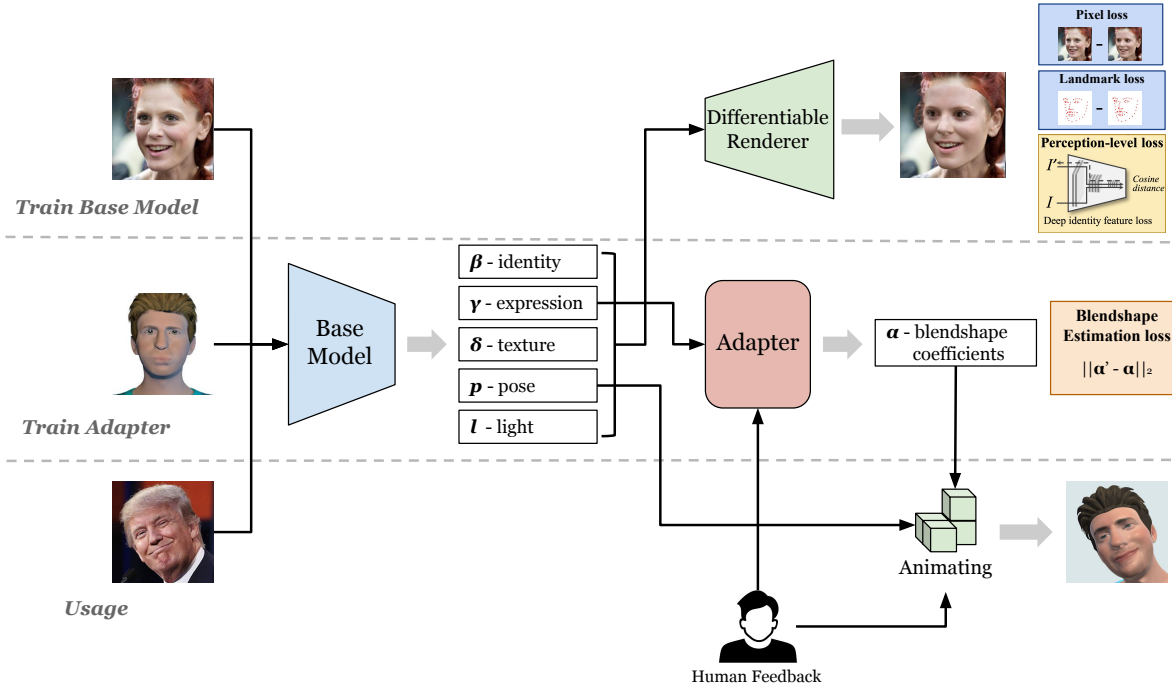 Pixel loss
-
Landmark loss
-
Perception-level loss
I'
I
Cosine
distance
Deep identity feature loss
Differentiable
Renderer
Train Base Model
β - identity
γ - expression
δ - texture
p - pose
l - light
Base
Model
Adapter
α - blendshape
coefficients
Blendshape
Estimation loss
||α' - α||₂
Train Adapter
Animating
Usage
Human Feedback